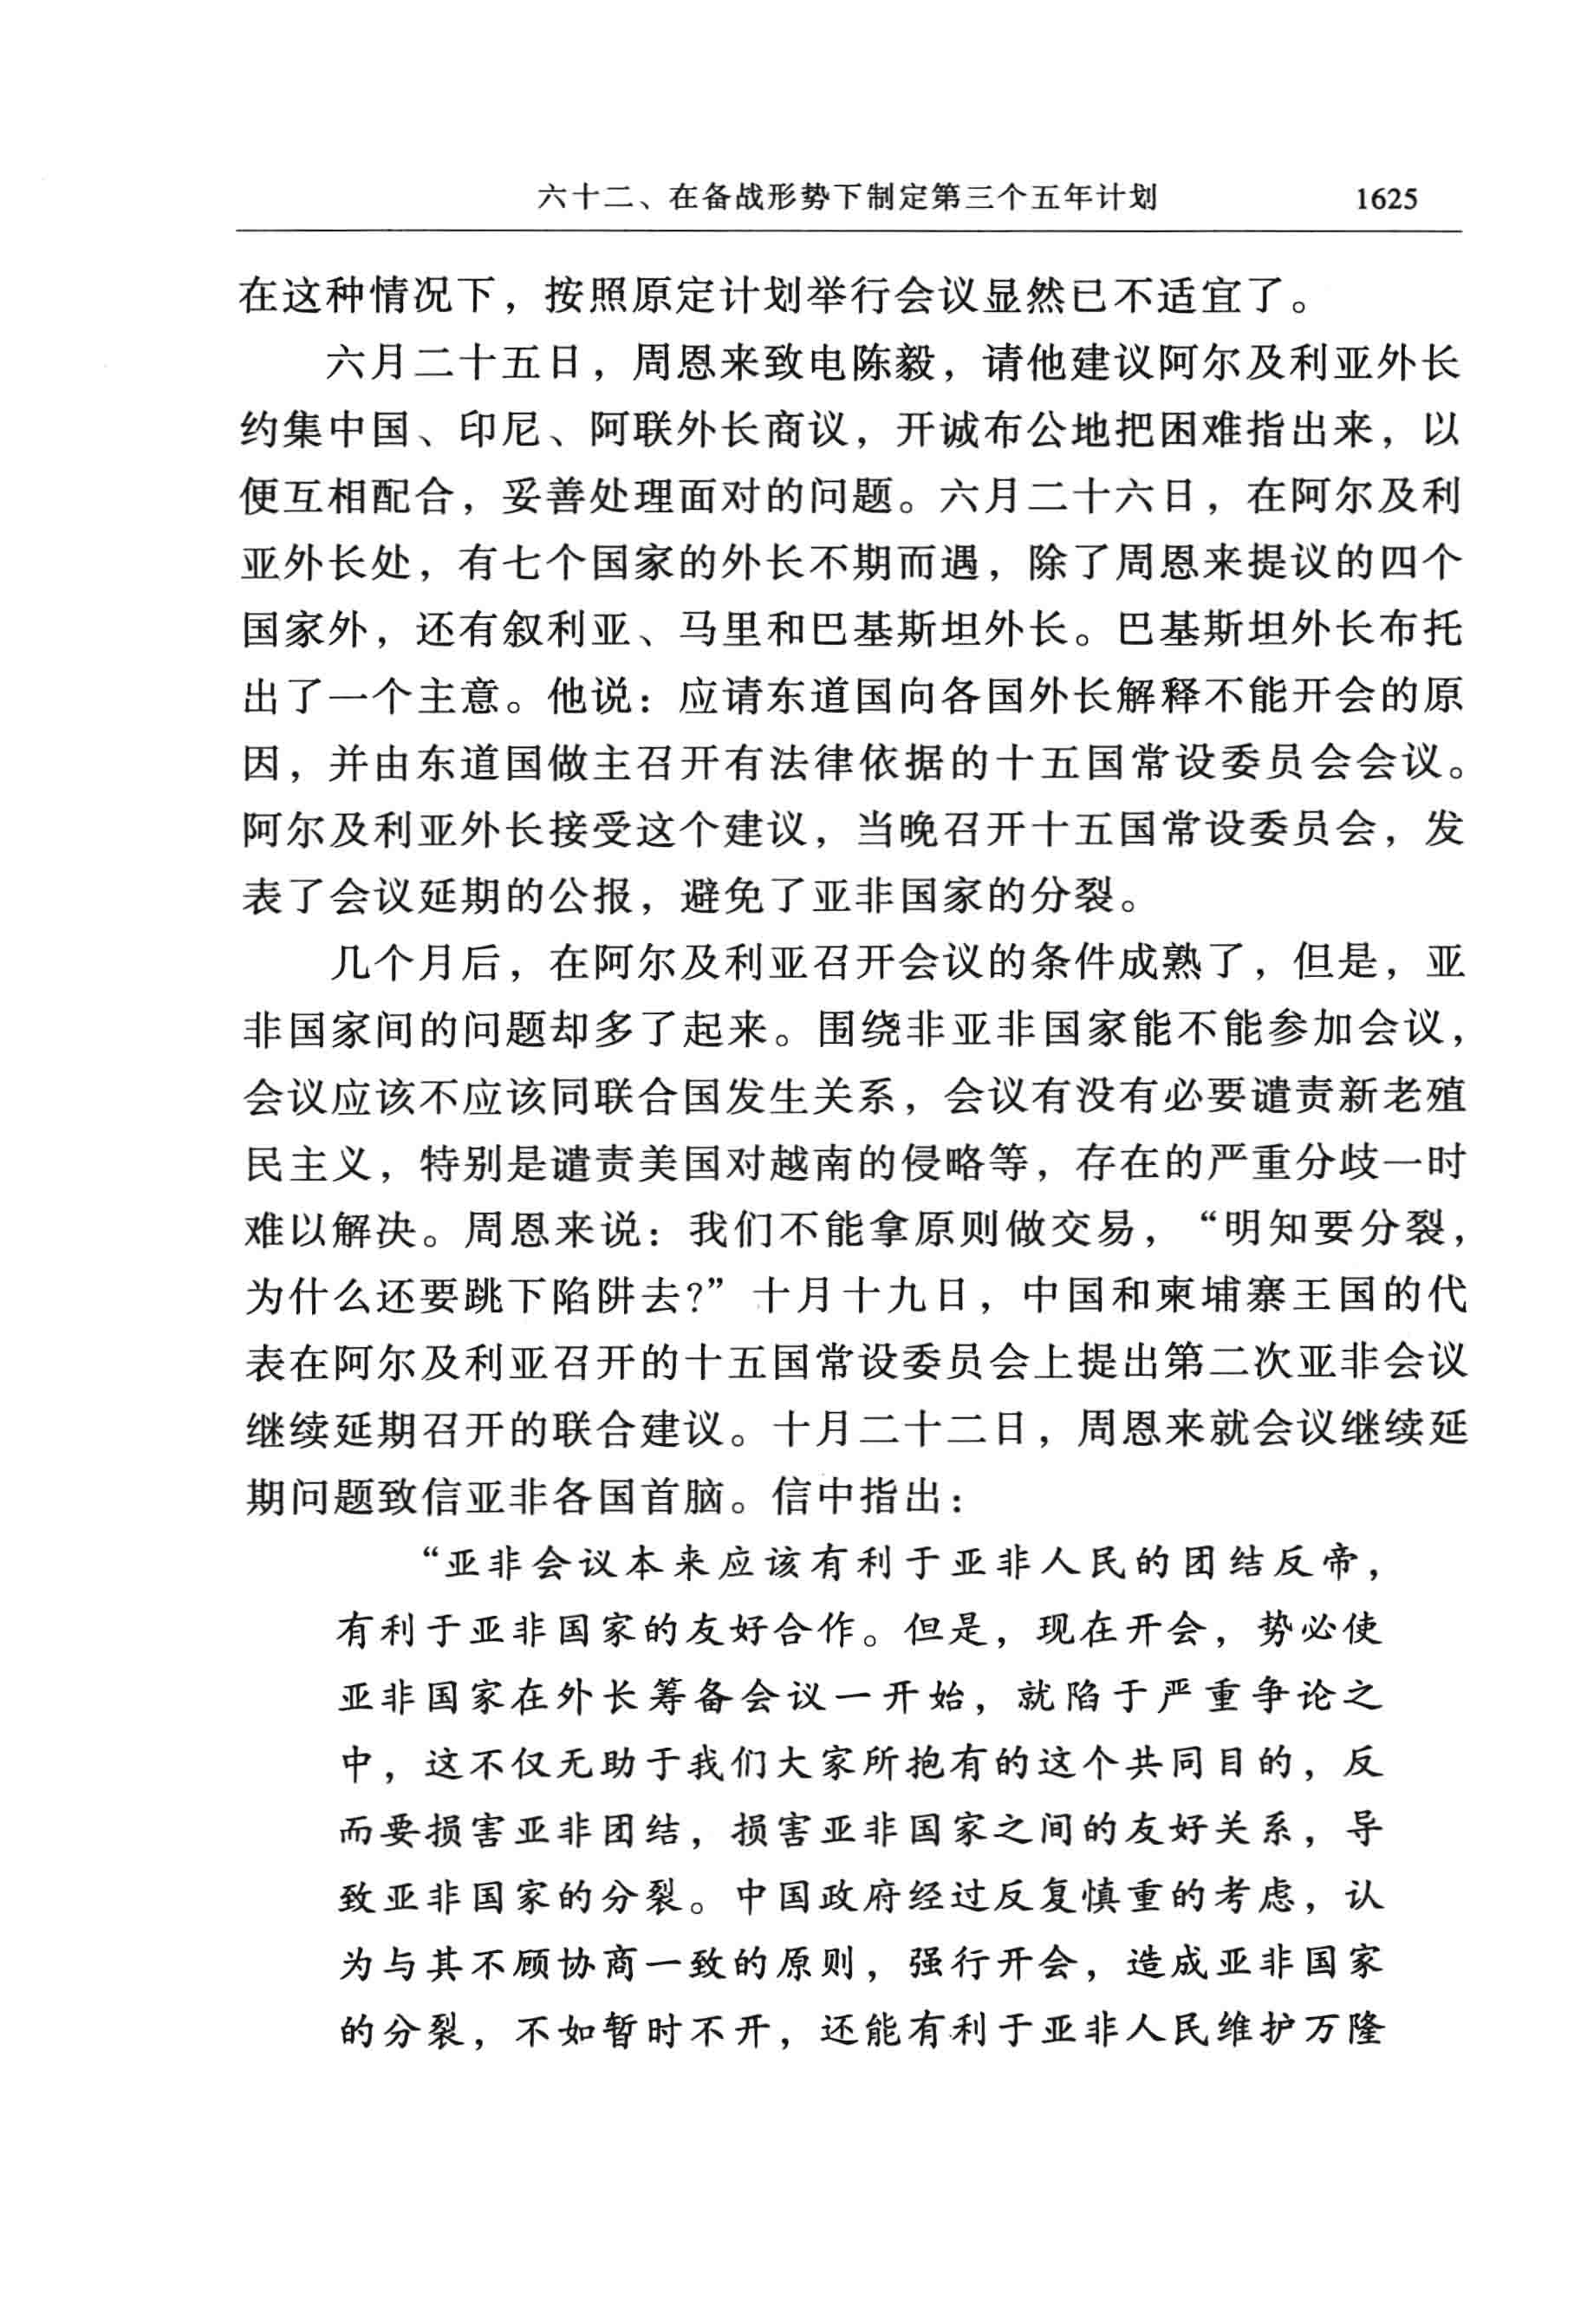 六十二、在备战形势下制定第三个五年计划 1625
在这种情况下，按照原定计划举行会议显然已不适宜了。
六月二十五日，周恩来致电陈毅，请他建议阿尔及利亚外长
约集中国、印尼、阿联外长商议，开诚布公地把困难指出来，以
便互相配合，妥善处理面对的问题。六月二十六日，在阿尔及利
亚外长处，有七个国家的外长不期而遇，除了周恩来提议的四个
国家外，还有叙利亚、马里和巴基斯坦外长。巴基斯坦外长布托
出了一个主意。他说：应请东道国向各国外长解释不能开会的原
因，并由东道国做主召开有法律依据的十五国常设委员会会议。
阿尔及利亚外长接受这个建议，当晚召开十五国常设委员会，发
表了会议延期的公报，避免了亚非国家的分裂。
几个月后，在阿尔及利亚召开会议的条件成熟了，但是，亚
非国家间的问题却多了起来。围绕非亚非国家能不能参加会议，
会议应该不应该同联合国发生关系，会议有没有必要谴责新老殖
民主义，特别是谴责美国对越南的侵略等，存在的严重分歧一时
难以解决。周恩来说：我们不能拿原则做交易，“明知要分裂，
为什么还要跳下陷阱去?”十月十九日，中国和柬埔寨王国的代
表在阿尔及利亚召开的十五国常设委员会上提出第二次亚非会议
继续延期召开的联合建议。十月二十二日，周恩来就会议继续延
期问题致信亚非各国首脑。信中指出：
“亚非会议本来应该有利于亚非人民的团结反帝，
有利于亚非国家的友好合作。但是，现在开会，势必使
亚非国家在外长筹备会议一开始，就陷于严重争论之
中，这不仅无助于我们大家所抱有的这个共同目的，反
而要损害亚非团结，损害亚非国家之间的友好关系，导
致亚非国家的分裂。中国政府经过反复慎重的考虑，认
为与其不顾协商一致的原则，强行开会，造成亚非国家
的分裂，不如暂时不开，还能有利于亚非人民维护万隆